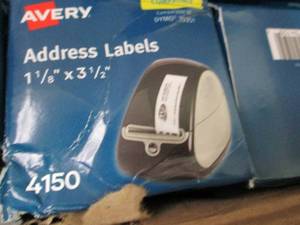 AVERY
Address Labels
1 1/8" x 3 1/2"
4150